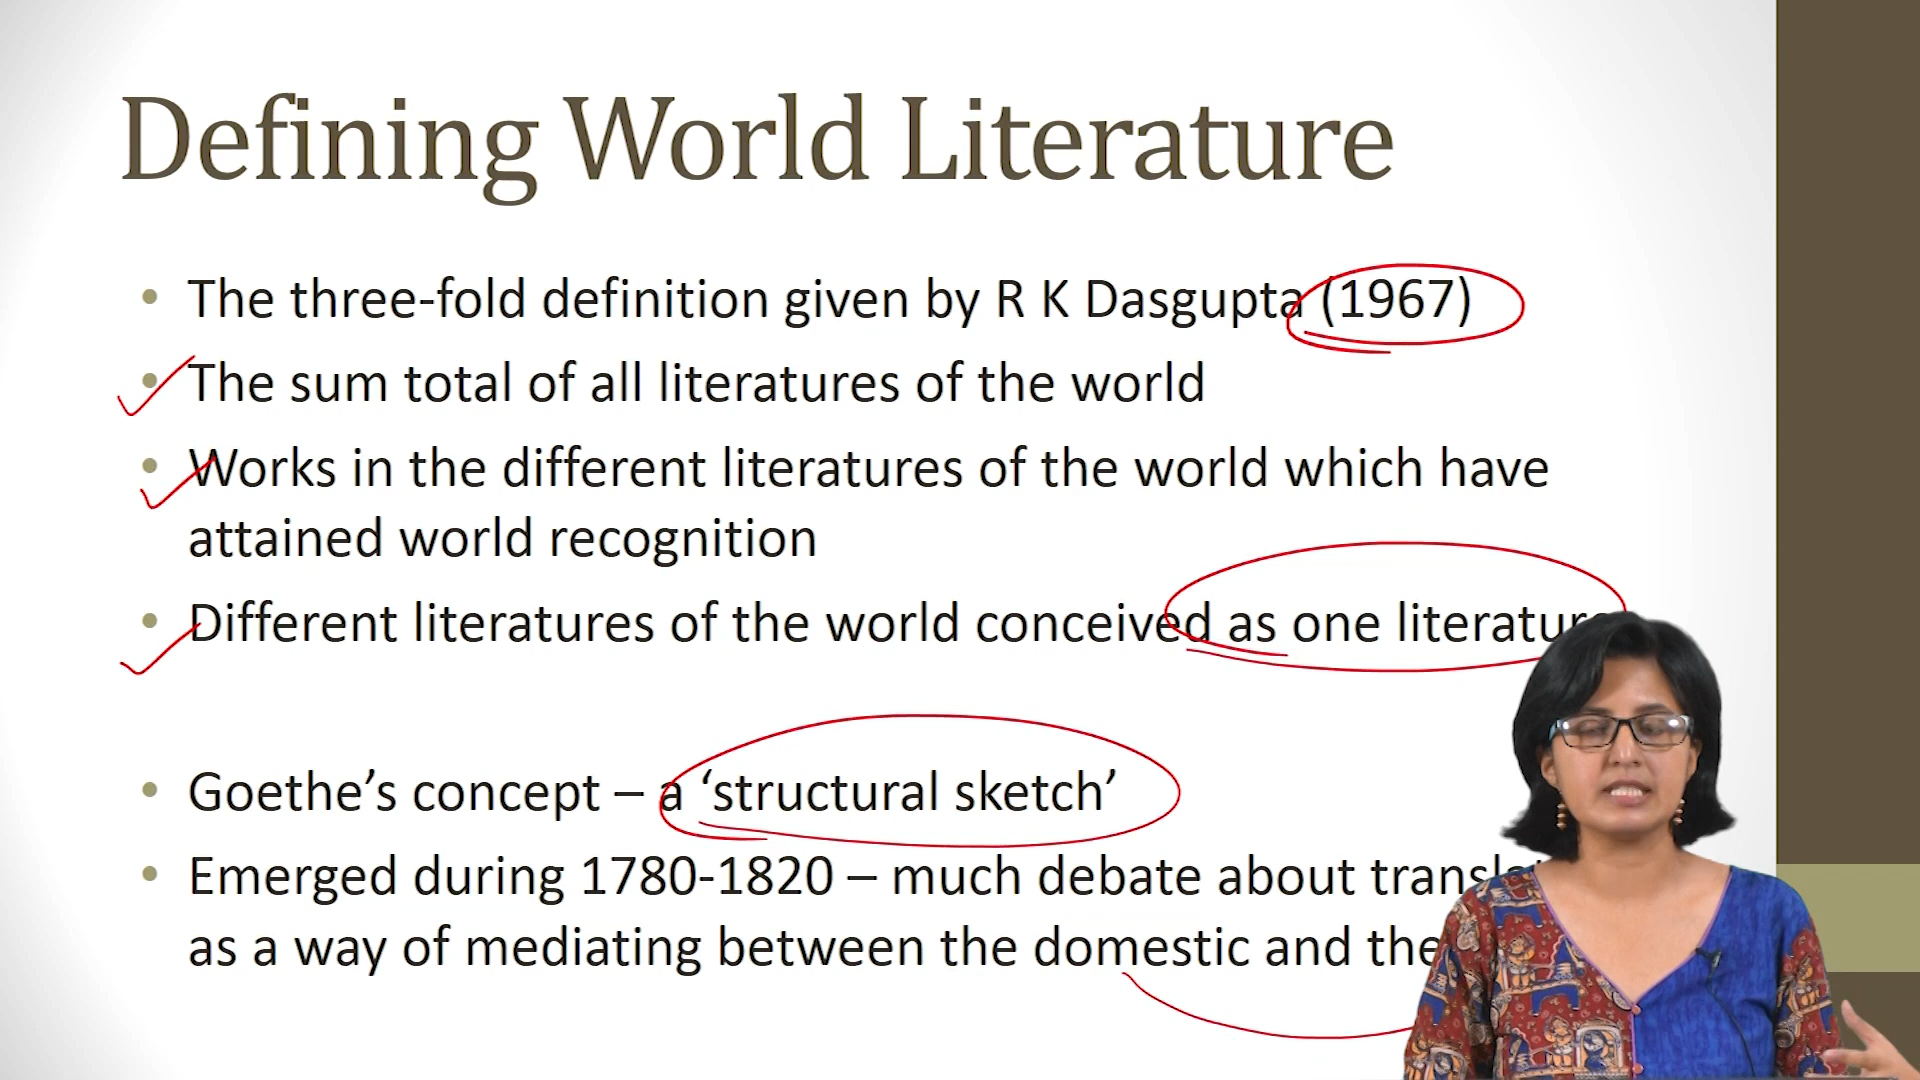 Defining World Literature
• The three-fold definition given by R K Dasgupta (1967)
• The sum total of all literatures of the world
• Works in the different literatures of the world which have
attained world recognition
• Different literatures of the world conceived as one literature
• Goethe’s concept – a ‘structural sketch’
• Emerged during 1780-1820 – much debate about
as a way of mediating between the domestic and the